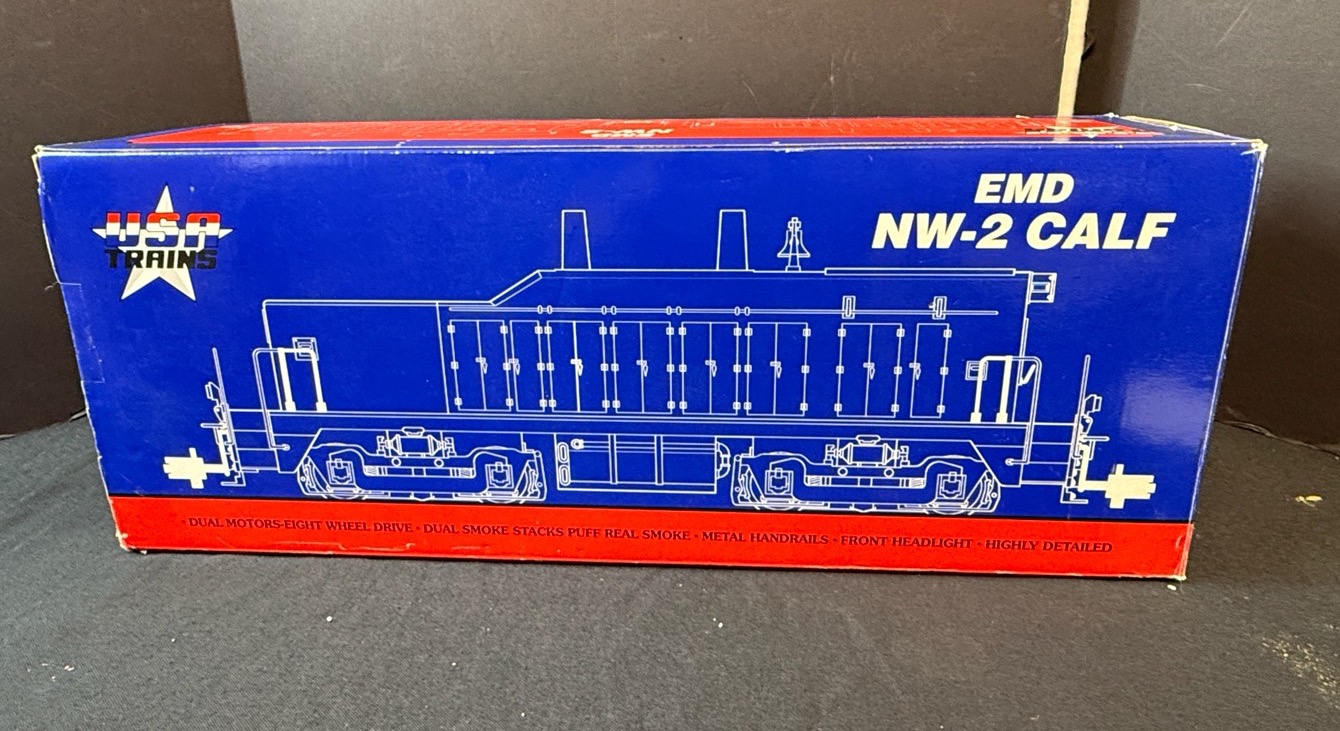 USA
TRAINS
EMD
NW-2 CALF
• DUAL MOTORS-EIGHT WHEEL DRIVE • DUAL SMOKE STACKS PUFF REAL SMOKE • METAL HANDRAILS • FRONT HEADLIGHT • HIGHLY DETAILED